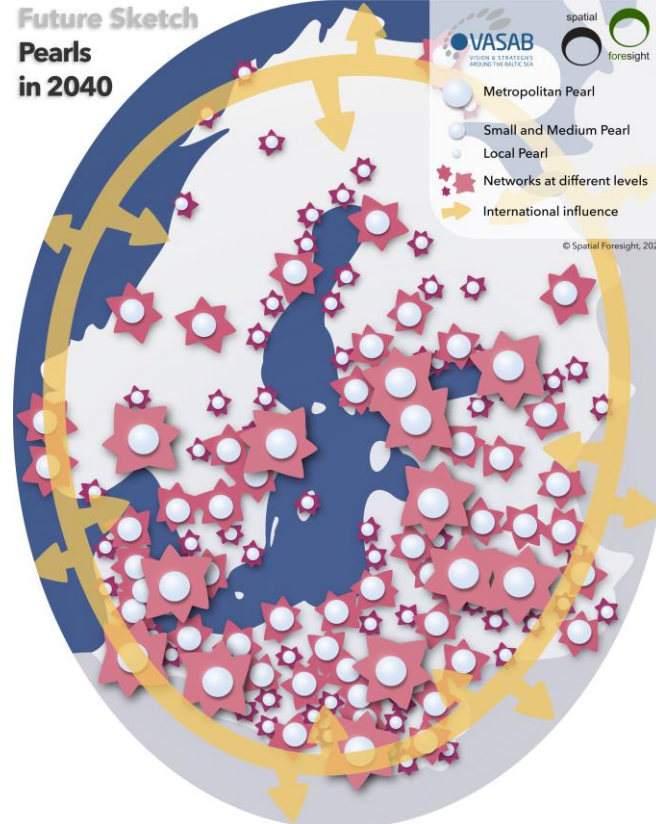 Future Sketch
Pearls
in 2040
VASAB
VISION & STRATEGIES
AROUND THE BALTIC SEA
spatial
foresight
Metropolitan Pearl
Small and Medium Pearl
Local Pearl
Networks at different levels
International influence
© Spatial Foresight, 202